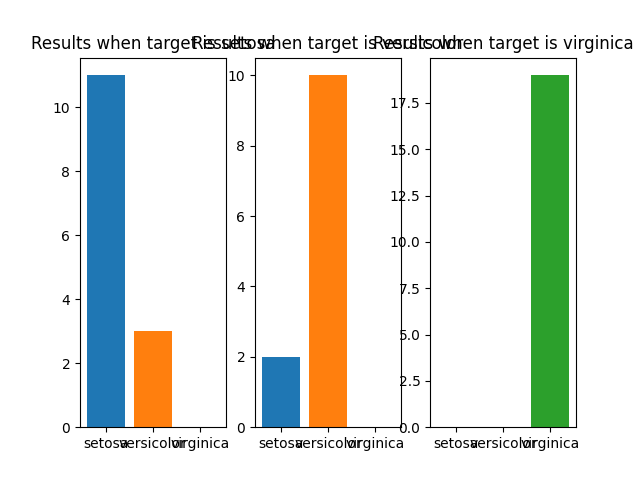 Results when target is setosa
Results when target is versicolor
Results when target is virginica
10
8
6
4
2
0
setosa
versicolor
virginica
10
8
6
4
2
0
setosa
versicolor
virginica
17.5
15.0
12.5
10.0
7.5
5.0
2.5
0.0
setosa
versicolor
virginica